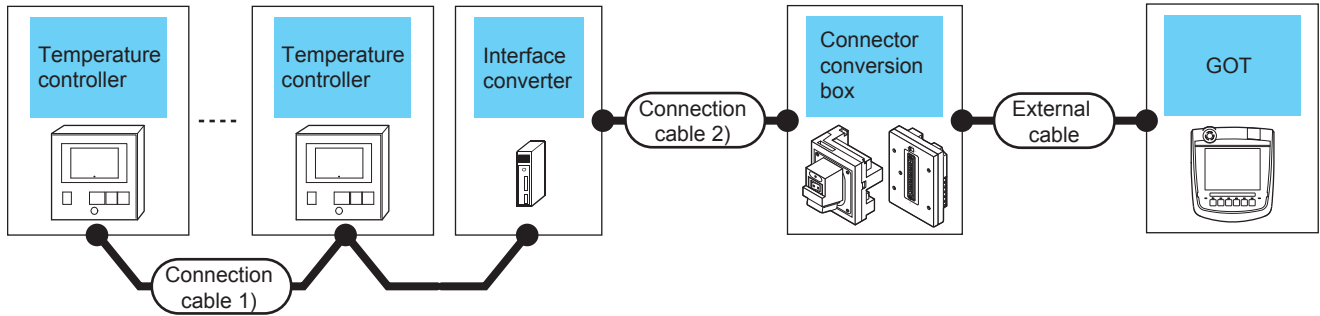 Temperature
controller
Temperature
controller
Interface
converter
Connector
conversion
box
GOT
Connection
cable 2)
External
cable
Connection
cable 1)